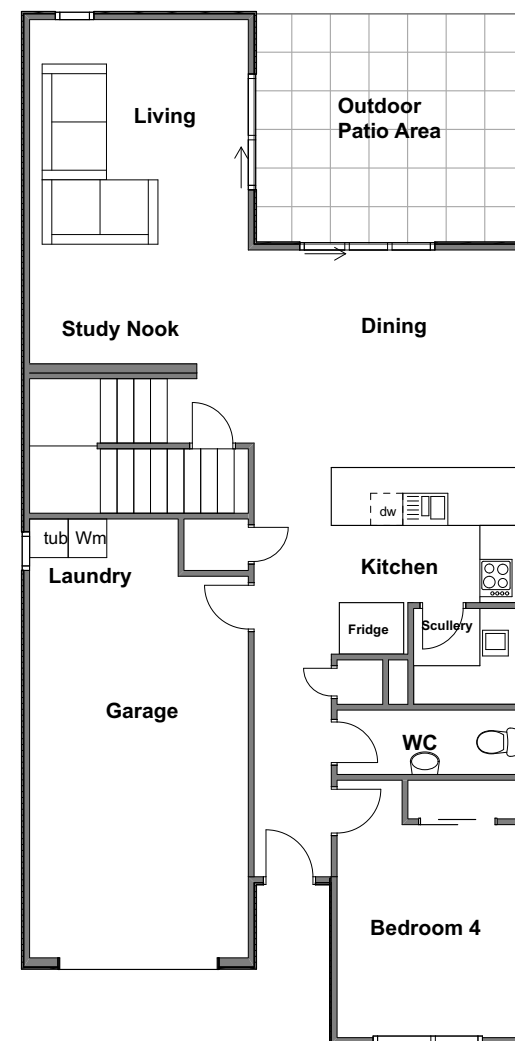 Living
Outdoor
Patio Area
Study Nook
Dining
dw
tub Wm
Laundry
Kitchen
Fridge
Scullery
Garage
WC
Bedroom 4